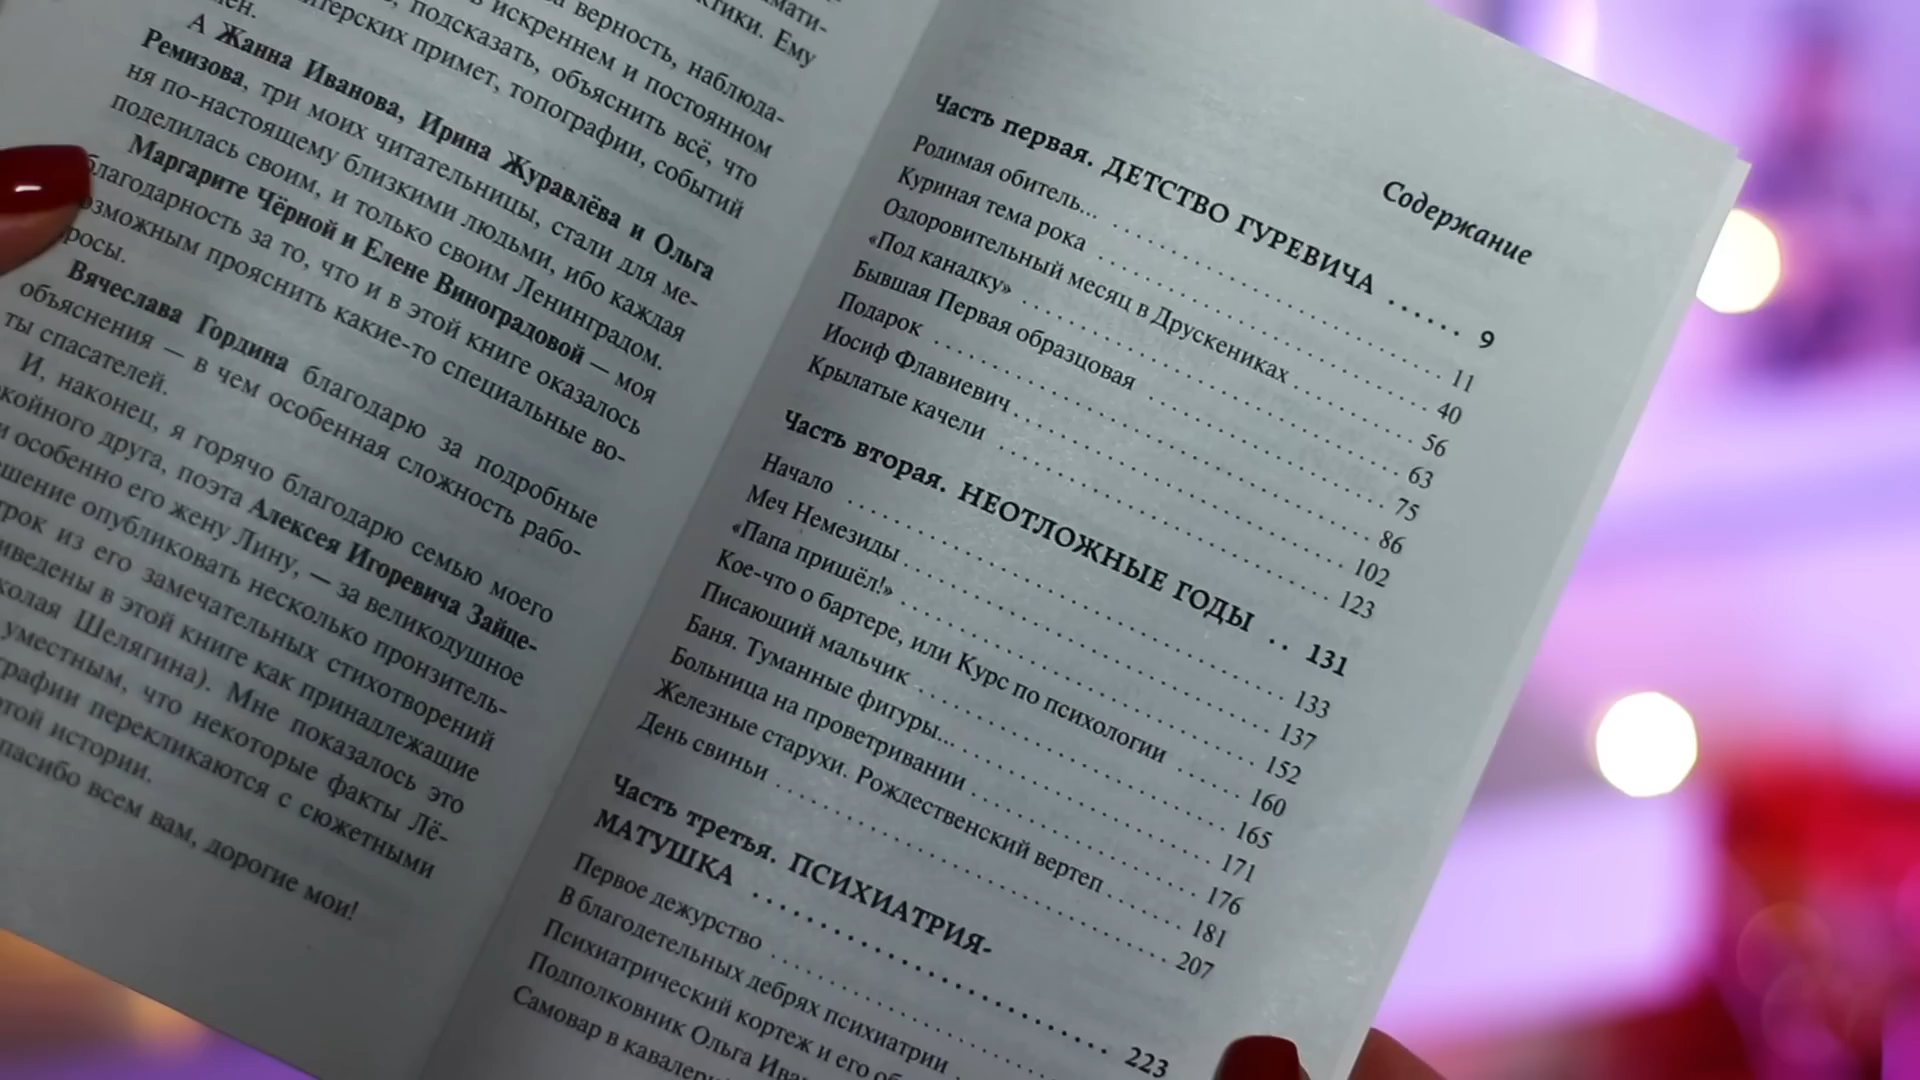 мати-
ктики. Ему
верность, наблюда-
искреннем и постоянном
подсказать, объяснить всё, что
примет, топографии, событий
А Жанна Иванова, Ирина Журавлёва и Ольга
Ремизова, три моих читательницы, стали для ме-
ня по-настоящему близкими людьми, ибо каждая
поделилась своим, и только своим Ленинградом.
Маргарите Чёрной и Елене Виноградовой — моя
благодарность за то, что и в этой книге оказалось
возможным прояснить какие-то специальные во-
просы.
Вячеслава Гордина благодарю за подробные
объяснения — в чем особенная сложность рабо-
ты спасателей.
И, наконец, я горячо благодарю семью моего
покойного друга, поэта Алексея Игоревича Зайце-
и особенно его жену Лину, — за великодушное
опубликовать несколько пронзитель-
из его замечательных стихотворений
приведены в этой книге как принадлежащие
Шелягина). Мне показалось это
уместным, что некоторые факты Лё-
перекликаются с сюжетными
этой истории.
Спасибо всем вам, дорогие мои!
Содержание
Часть первая. ДЕТСТВО ГУРЕВИЧА ...... 9
Родимая обитель... ...... 11
Куриная тема рока ...... 40
Оздоровительный месяц в Друскениках ...... 56
«Под канадку» ...... 63
Бывшая Первая образцовая ...... 75
Подарок ...... 86
Иосиф Флавиевич ...... 102
Крылатые качели ...... 123
Часть вторая. НЕОТЛОЖНЫЕ ГОДЫ .. 131
Начало ...... 133
Меч Немезиды ...... 137
«Папа пришёл!» ...... 152
Кое-что о бартере, или Курс по психологии ...... 160
Писающий мальчик ...... 165
Баня. Туманные фигуры... ...... 171
Больница на проветривании ...... 176
Железные старухи. Рождественский вертеп ...... 181
День свиньи ...... 207
Часть третья. ПСИХИАТРИЯ-
МАТУШКА ...... 223
Первое дежурство ......
В благодетельных дебрях психиатрии ......
Психиатрический кортеж и его
Подполковник Ольга
Самовар в